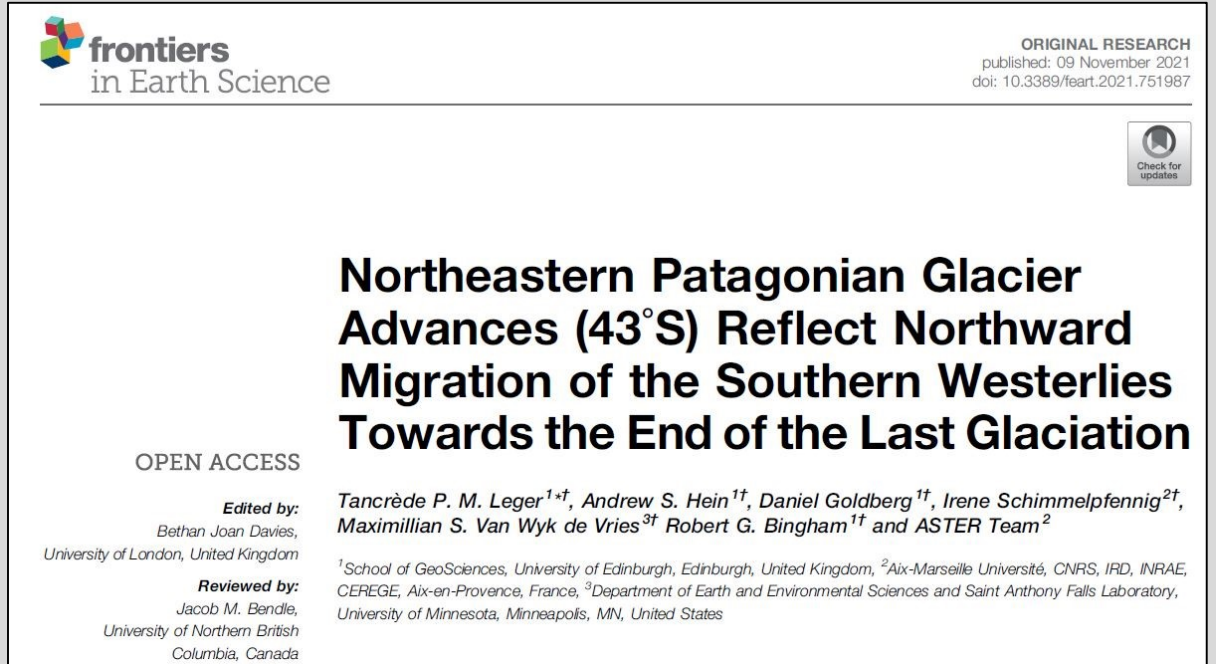 frontiers
in Earth Science
ORIGINAL RESEARCH
published: 09 November 2021
doi: 10.3389/feart.2021.751987
Check for
updates
Northeastern Patagonian Glacier
Advances (43°S) Reflect Northward
Migration of the Southern Westerlies
Towards the End of the Last Glaciation
OPEN ACCESS
Edited by:
Bethan Joan Davies,
University of London, United Kingdom
Reviewed by:
Jacob M. Bendle,
University of Northern British
Columbia, Canada
Tancrède P. M. Leger1*†, Andrew S. Hein1†, Daniel Goldberg1†, Irene Schimmelpfennig2†,
Maximillian S. Van Wyk de Vries3† Robert G. Bingham1† and ASTER Team2
1School of GeoSciences, University of Edinburgh, Edinburgh, United Kingdom, 2Aix-Marseille Université, CNRS, IRD, INRAE,
CEREGE, Aix-en-Provence, France, 3Department of Earth and Environmental Sciences and Saint Anthony Falls Laboratory,
University of Minnesota, Minneapolis, MN, United States